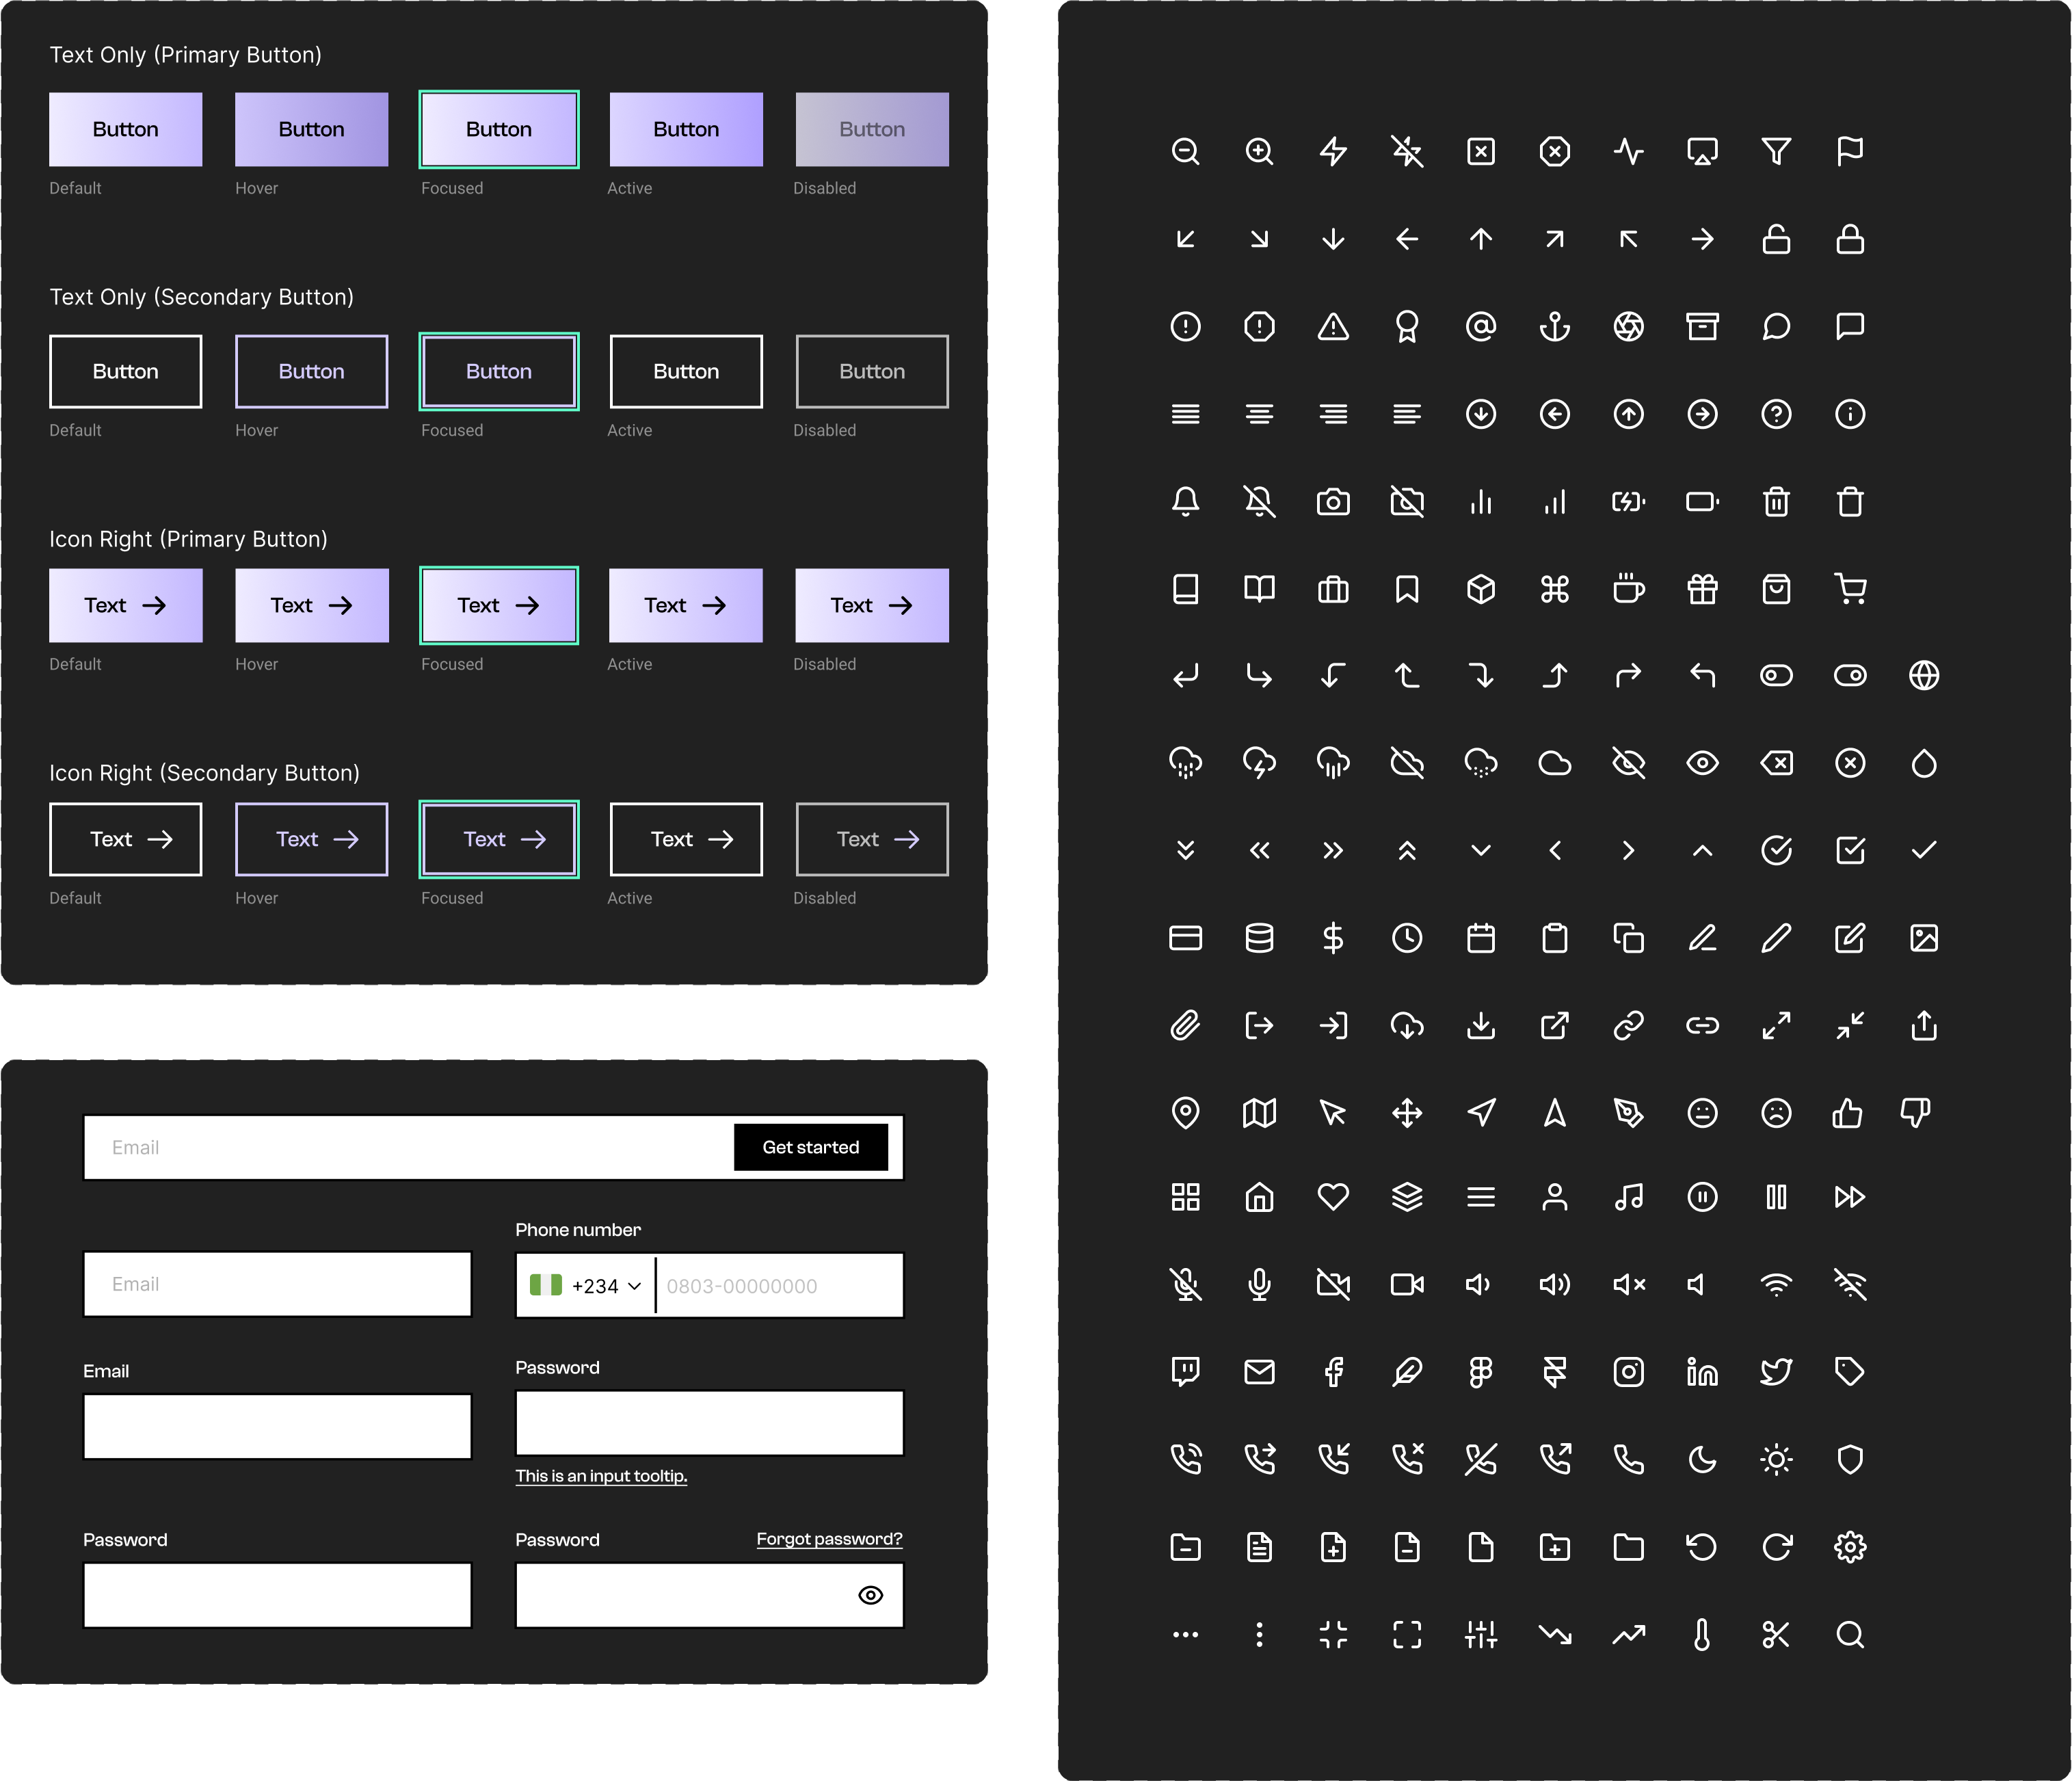 Text Only (Primary Button)
Button Button Button Button Button
Default Hover Focused Active Disabled
Text Only (Secondary Button)
Button Button Button Button Button
Default Hover Focused Active Disabled
Icon Right (Primary Button)
Text Text Text Text Text
Default Hover Focused Active Disabled
Icon Right (Secondary Button)
Text Text Text Text Text
Default Hover Focused Active Disabled
Email Get started
Phone number
Email +234 0803-00000000
Email Password
This is an input tooltip.
Password Password Forgot password?